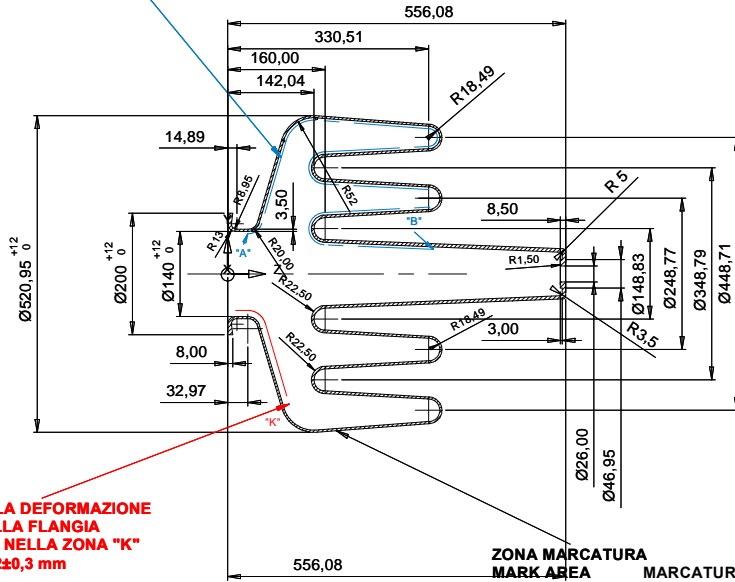 556,08
330,51
160,00
142,04
R18,49
14,89
R8,95
R52
3,50
R 5
8,50
"B"
"A"
R13
R20,00
R1,50
Y
X
Z
R22,50
R18,49
R3,5
3,00
R22,50
8,00
32,97
"K"
Ø520,95 +12 0
Ø200 +12 0
Ø140 +12 0
Ø148,83
Ø248,77
Ø348,79
Ø448,71
Ø26,00
Ø46,95
LA DEFORMAZIONE
LLA FLANGIA
NELLA ZONA "K"
±0,3 mm
ZONA MARCATURA
MARK AREA MARCATUR
556,08